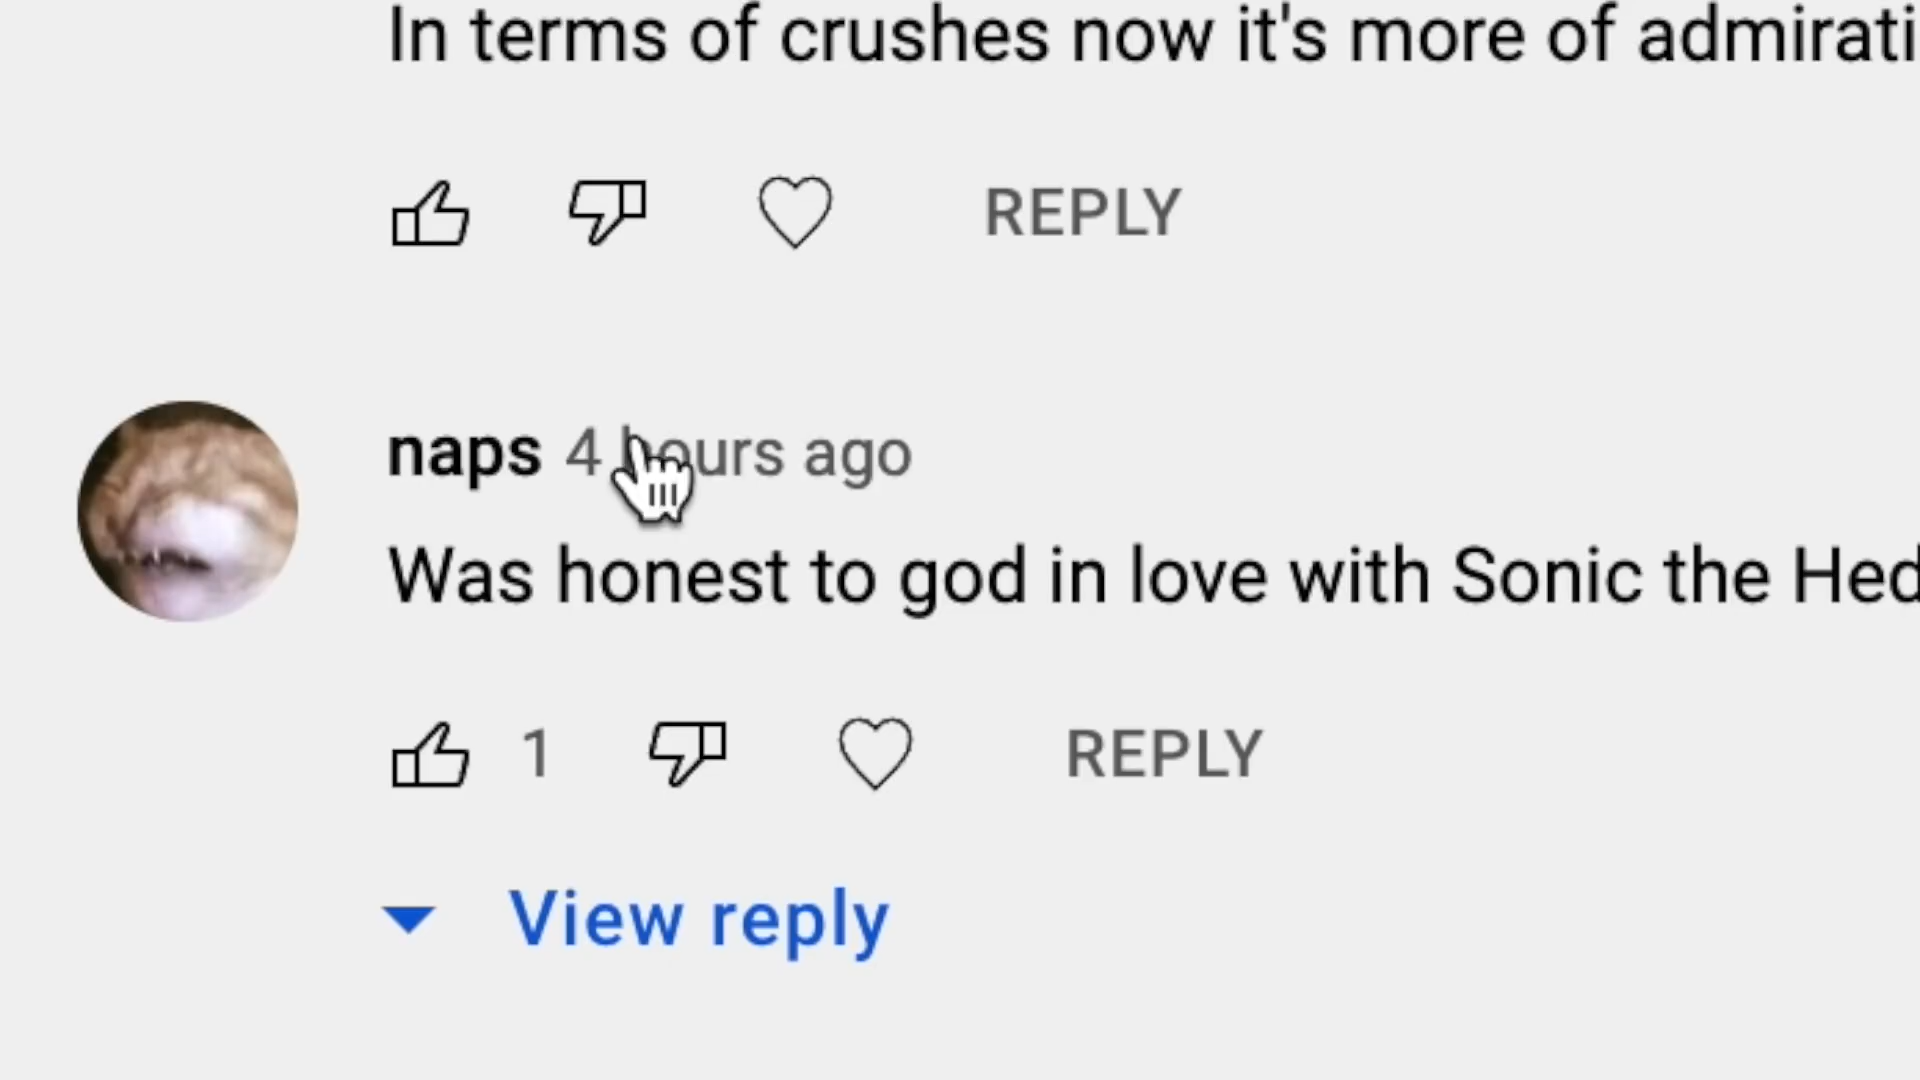 In terms of crushes now it's more of admirati
REPLY
naps 4 hours ago
Was honest to god in love with Sonic the Hed
1 REPLY
View reply